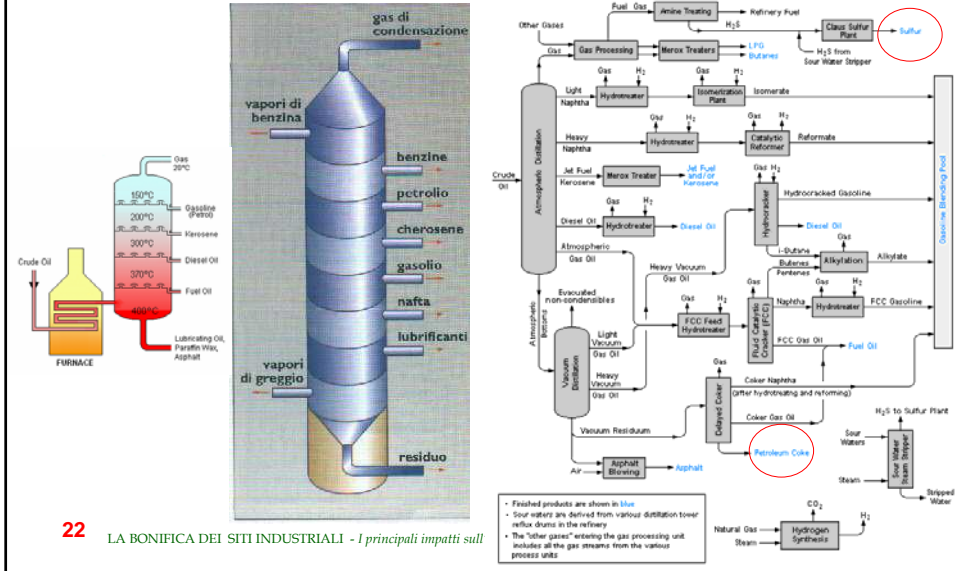 Gas
20°C
150°C
Gasoline
(Petrol)
200°C
Kerosene
300°C
Diesel Oil
370°C
Fuel Oil
400°C
Crude Oil
FURNACE
Lubricating Oil,
Paraffin Wax,
Asphalt
gas di
condensazione
vapori di
benzina
benzine
petrolio
cherosene
gasolio
nafta
lubrificanti
vapori
di greggio
residuo
Other Gases
Fuel Gas
Amine Treating
Refinery Fuel
H2S
Claus Sulfur
Plant
Sulfur
H2S from
Sour Water Stripper
Gas
Gas Processing
Merox Treaters
LPG
Butanes
Light
Naphtha
Gas
H2
Hydrotreater
Gas
H2
Isomerization
Plant
Isomerate
Heavy
Naphtha
Gas
H2
Hydrotreater
Gas
H2
Catalytic
Reformer
Reformate
Crude
Oil
Atmospheric Distillation
Jet Fuel
Kerosene
Merox Treater
Jet Fuel
and/or
Kerosene
Gas
H2
Diesel Oil
Hydrotreater
Diesel Oil
Gas
H2
Hydrocracker
Hydrocracked Gasoline
Diesel Oil
Gasoline Blending Pool
Atmospheric
Gas Oil
i-Butane
Butenes
Pentenes
Gas
Alkylation
Alkylate
Heavy Vacuum
Gas Oil
Atmospheric
Bottoms
Evacuated
non-condensibles
Gas
H2
FCC Feed
Hydrotreater
Fluid Catalytic
Cracker (FCC)
Naphtha
Gas
H2
Hydrotreater
FCC Gasoline
FCC Gas Oil
Fuel Oil
Light
Vacuum
Gas Oil
Vacuum
Distillation
Heavy
Vacuum
Gas Oil
Delayed Coker
Coker Naphtha
(after hydrotreating and reforming)
Coker Gas Oil
Vacuum Residuum
Petroleum Coke
Air
Asphalt
Blowing
Asphalt
H2S to Sulfur Plant
Sour
Waters
Sour Water
Steam Stripper
Steam
Stripped
Water
CO2
H2
Natural Gas
Steam
Hydrogen
Synthesis
• Finished products are shown in blue
• Sour waters are derived from various distillation tower
reflux drums in the refinery
• The "other gases" entering the gas processing unit
includes all the gas streams from the various
process units
22
LA BONIFICA DEI SITI INDUSTRIALI - I principali impatti sull